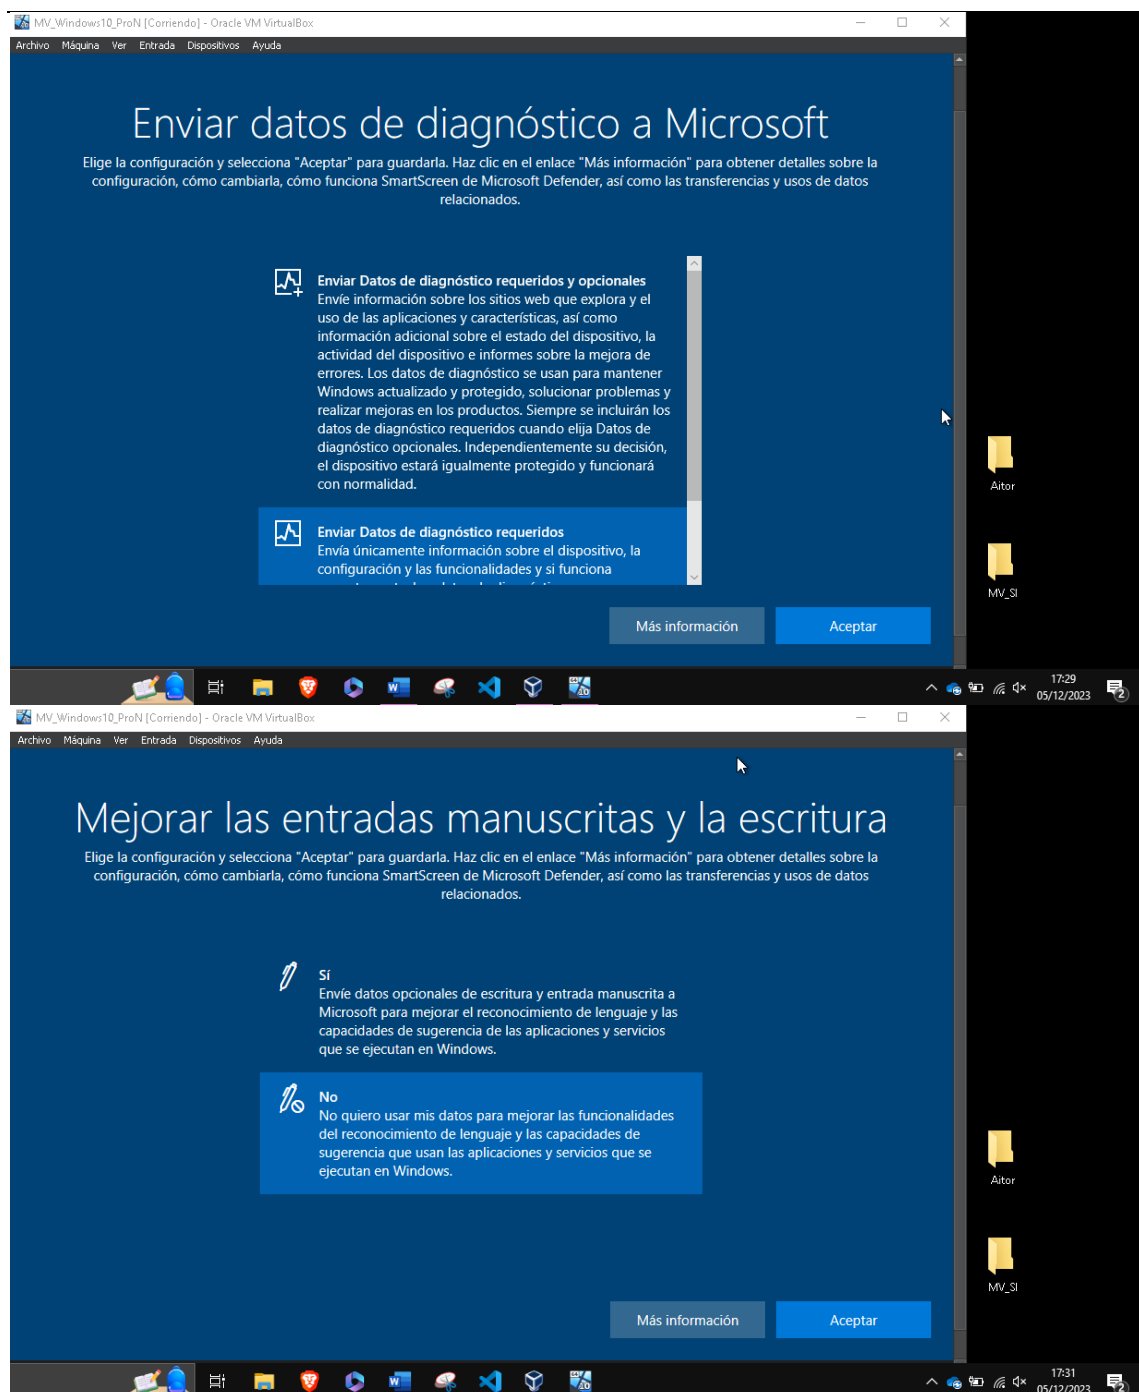 MV_Windows10_ProN [Corriendo] - Oracle VM VirtualBox
Archivo Máquina Ver Entrada Dispositivos Ayuda
Enviar datos de diagnóstico a Microsoft
Elige la configuración y selecciona "Aceptar" para guardarla. Haz clic en el enlace "Más información" para obtener detalles sobre la
configuración, cómo cambiarla, cómo funciona SmartScreen de Microsoft Defender, así como las transferencias y usos de datos
relacionados.
Enviar Datos de diagnóstico requeridos y opcionales
Envíe información sobre los sitios web que explora y el
uso de las aplicaciones y características, así como
información adicional sobre el estado del dispositivo, la
actividad del dispositivo e informes sobre la mejora de
errores. Los datos de diagnóstico se usan para mantener
Windows actualizado y protegido, solucionar problemas y
realizar mejoras en los productos. Siempre se incluirán los
datos de diagnóstico requeridos cuando elija Datos de
diagnóstico opcionales. Independientemente su decisión,
el dispositivo estará igualmente protegido y funcionará
con normalidad.
Enviar Datos de diagnóstico requeridos
Envía únicamente información sobre el dispositivo, la
configuración y las funcionalidades y si funciona
Más información
Aceptar
Aitor
MV_SI
17:29
05/12/2023
2
MV_Windows10_ProN [Corriendo] - Oracle VM VirtualBox
Archivo Máquina Ver Entrada Dispositivos Ayuda
Mejorar las entradas manuscritas y la escritura
Elige la configuración y selecciona "Aceptar" para guardarla. Haz clic en el enlace "Más información" para obtener detalles sobre la
configuración, cómo cambiarla, cómo funciona SmartScreen de Microsoft Defender, así como las transferencias y usos de datos
relacionados.
Sí
Envíe datos opcionales de escritura y entrada manuscrita a
Microsoft para mejorar el reconocimiento de lenguaje y las
capacidades de sugerencia de las aplicaciones y servicios
que se ejecutan en Windows.
No
No quiero usar mis datos para mejorar las funcionalidades
del reconocimiento de lenguaje y las capacidades de
sugerencia que usan las aplicaciones y servicios que se
ejecutan en Windows.
Más información
Aceptar
Aitor
MV_SI
17:31
05/12/2023
2